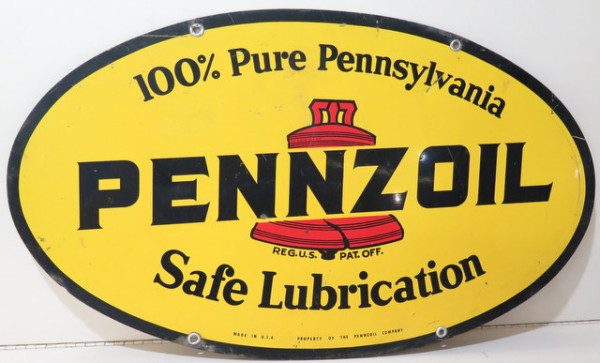 100% Pure Pennsylvania
PENNZOIL
REG. U.S. PAT. OFF.
Safe Lubrication
MADE IN U.S.A. PROPERTY OF THE PENNZOIL COMPANY